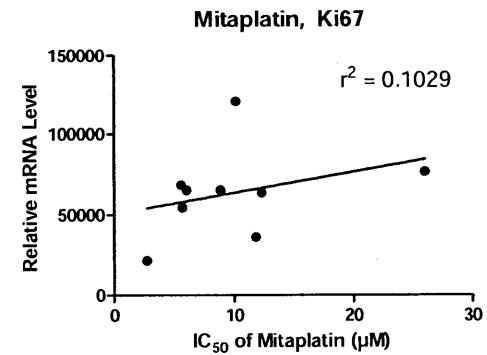 Mitaplatin, Ki67
r² = 0.1029
Relative mRNA Level
150000
100000
50000
0
0 10 20 30
IC₅₀ of Mitaplatin (µM)